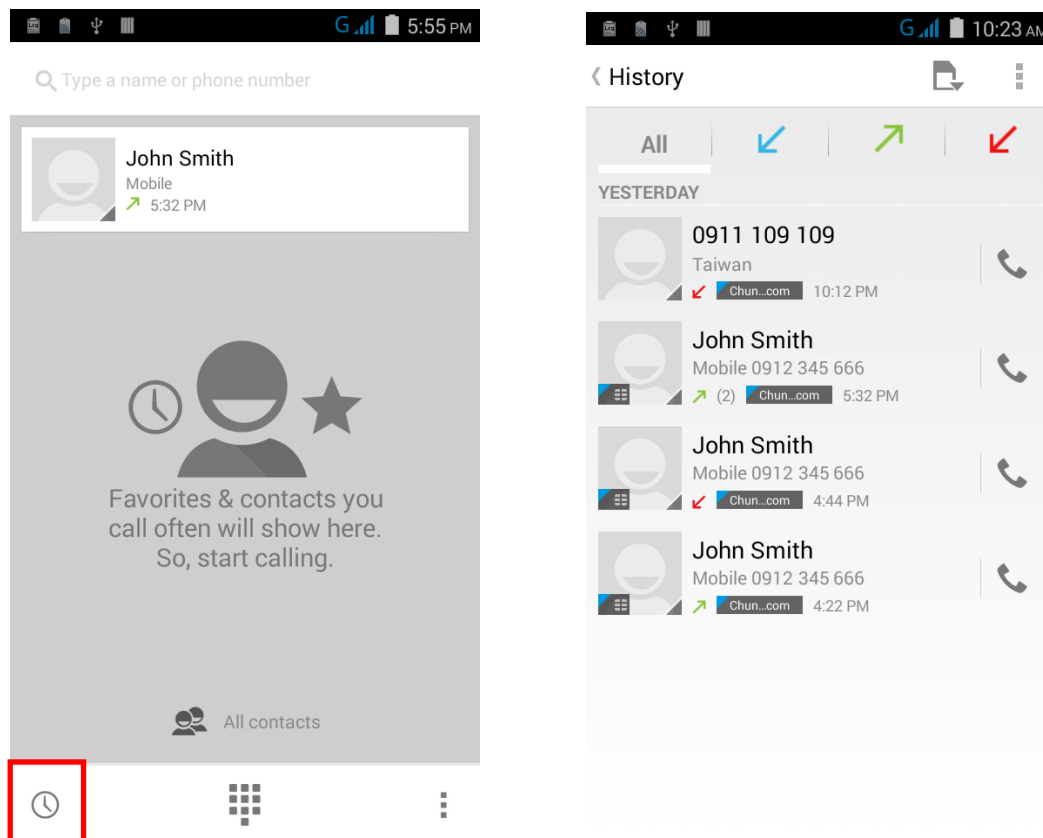 G 5:55 PM
Type a name or phone number
John Smith
Mobile
5:32 PM
Favorites & contacts you
call often will show here.
So, start calling.
All contacts
G 10:23 AM
History
All
YESTERDAY
0911 109 109
Taiwan
Chun...com 10:12 PM
John Smith
Mobile 0912 345 666
(2) Chun...com 5:32 PM
John Smith
Mobile 0912 345 666
Chun...com 4:44 PM
John Smith
Mobile 0912 345 666
Chun...com 4:22 PM